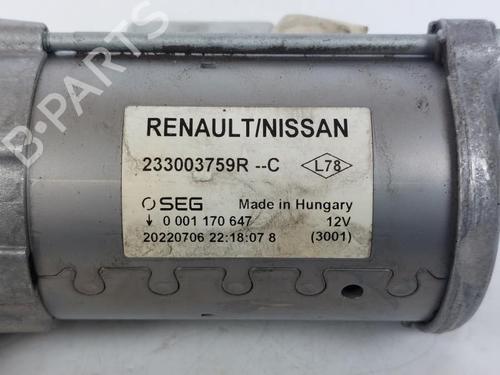 B-PARTS
RENAULT/NISSAN
233003759R --C L78
SEG Made in Hungary
0 001 170 647 12V
20220706 22:18:07 8 (3001)